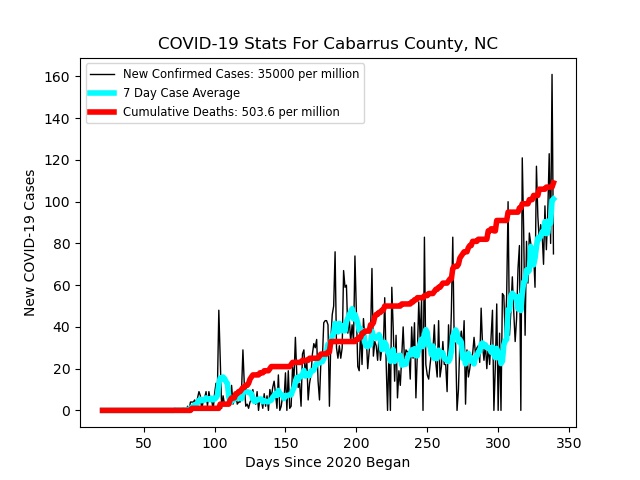 COVID-19 Stats For Cabarrus County, NC
New Confirmed Cases: 35000 per million
7 Day Case Average
Cumulative Deaths: 503.6 per million
New COVID-19 Cases
160
140
120
100
80
60
40
20
0
50
100
150
200
250
300
350
Days Since 2020 Began